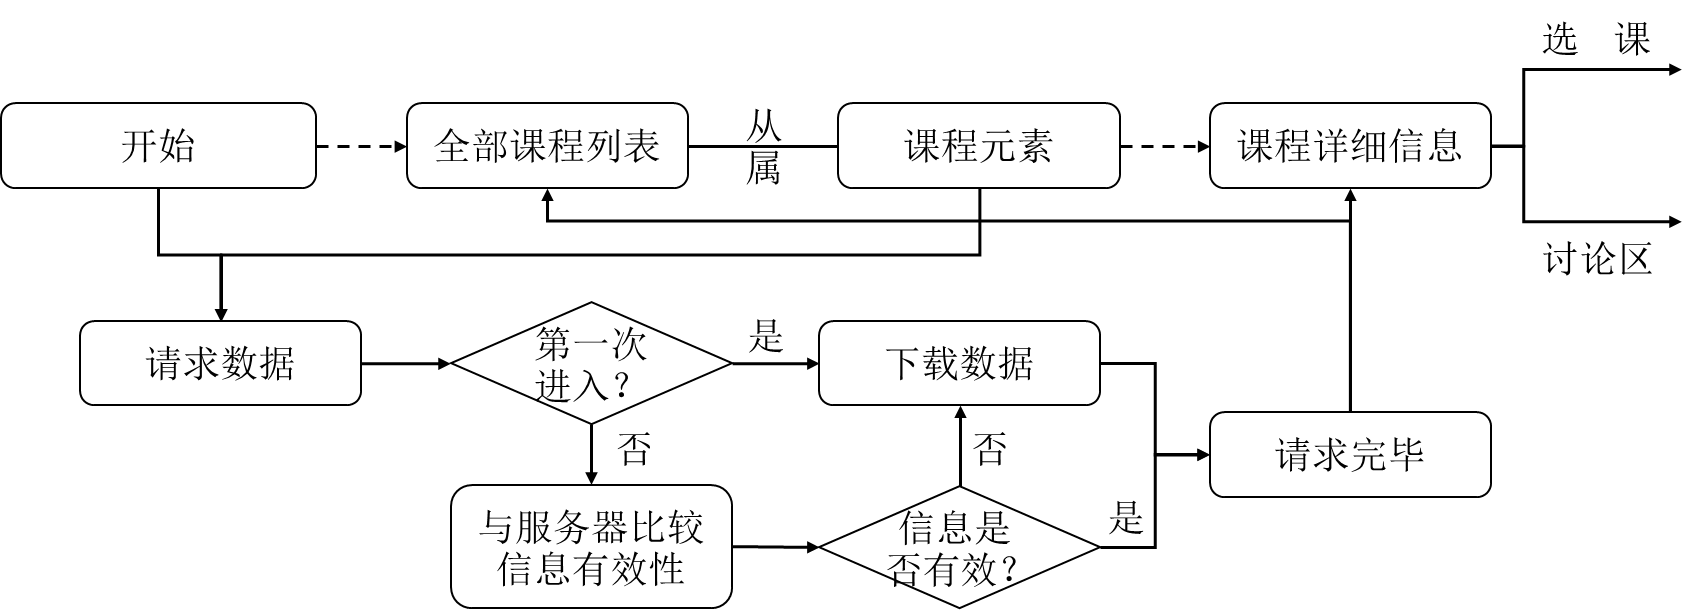 选 课
开始
全部课程列表
从
属
课程元素
课程详细信息
讨论区
请求数据
第一次
进入？
是
下载数据
否
否
请求完毕
与服务器比较
信息有效性
信息是
否有效？
是